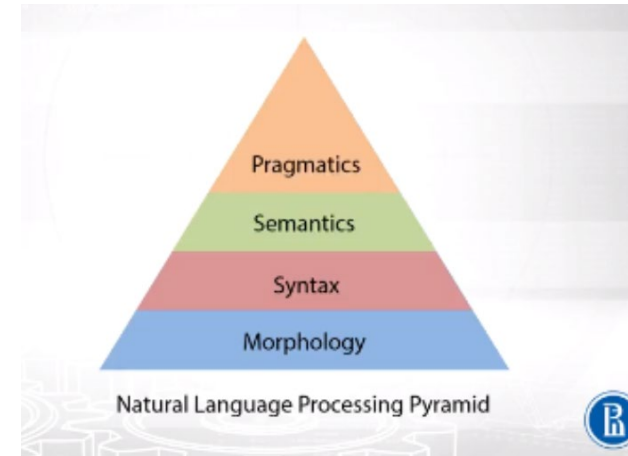 Pragmatics
Semantics
Syntax
Morphology
Natural Language Processing Pyramid